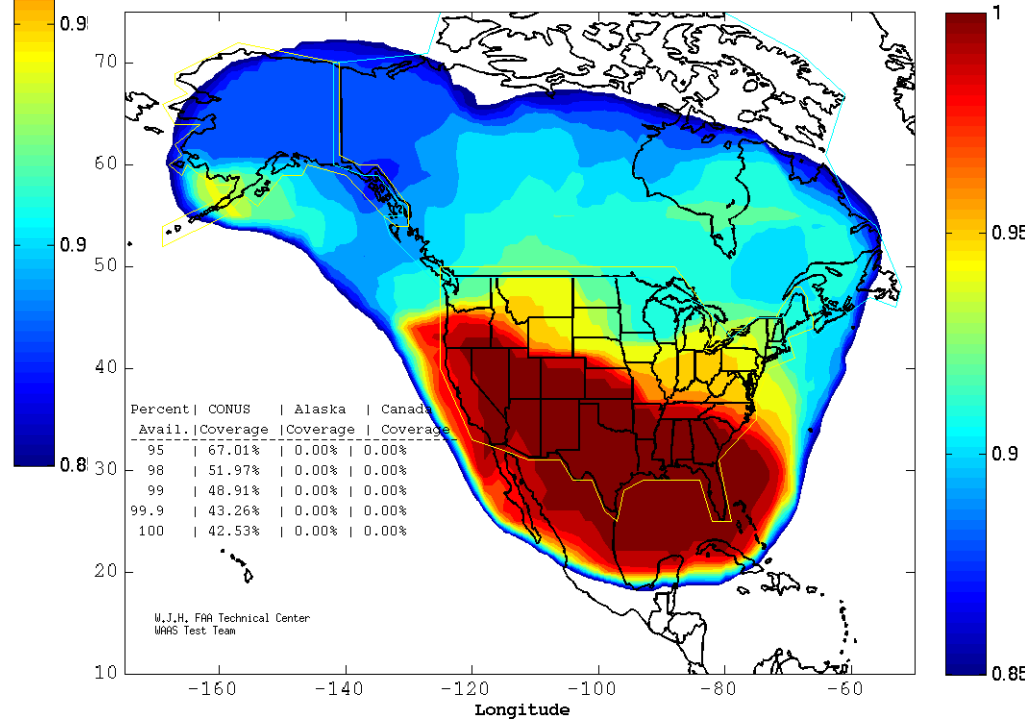 0.9
0.9
0.8
70
60
50
40
30
20
10
Percent| CONUS | Alaska | Canada
Avail. |Coverage |Coverage | Coverage
95 | 67.01% | 0.00% | 0.00%
98 | 51.97% | 0.00% | 0.00%
99 | 48.91% | 0.00% | 0.00%
99.9 | 43.26% | 0.00% | 0.00%
100 | 42.53% | 0.00% | 0.00%
W.J.H. FAA Technical Center
WAAS Test Team
-160 -140 -120 -100 -80 -60
Longitude
1
0.95
0.9
0.85